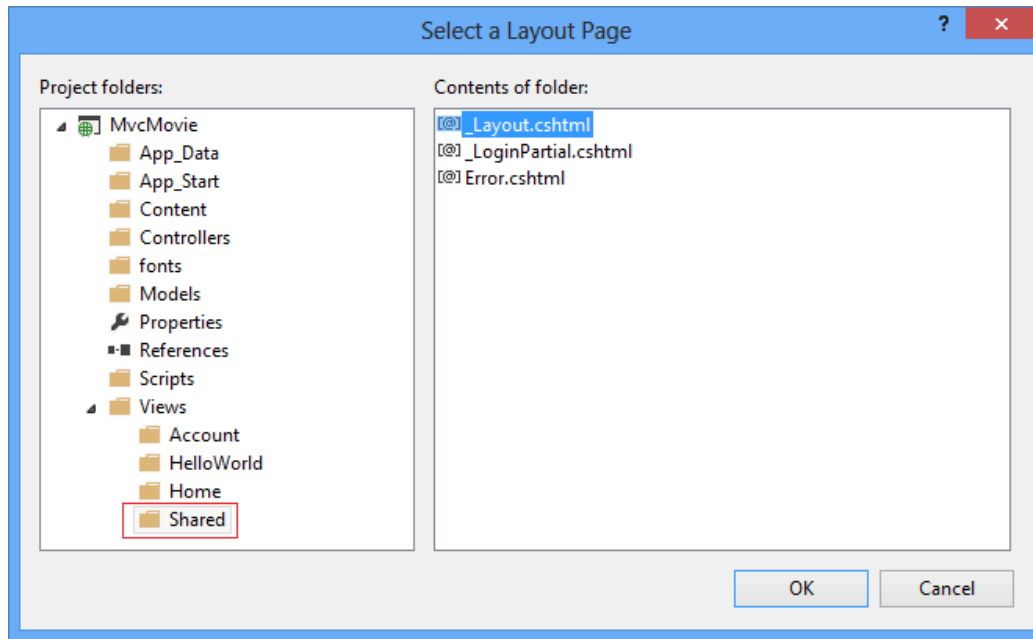 Select a Layout Page
?
Project folders:
MvcMovie
App_Data
App_Start
Content
Controllers
fonts
Models
Properties
References
Scripts
Views
Account
HelloWorld
Home
Shared
Contents of folder:
[@] _Layout.cshtml
[@] _LoginPartial.cshtml
[@] Error.cshtml
OK
Cancel